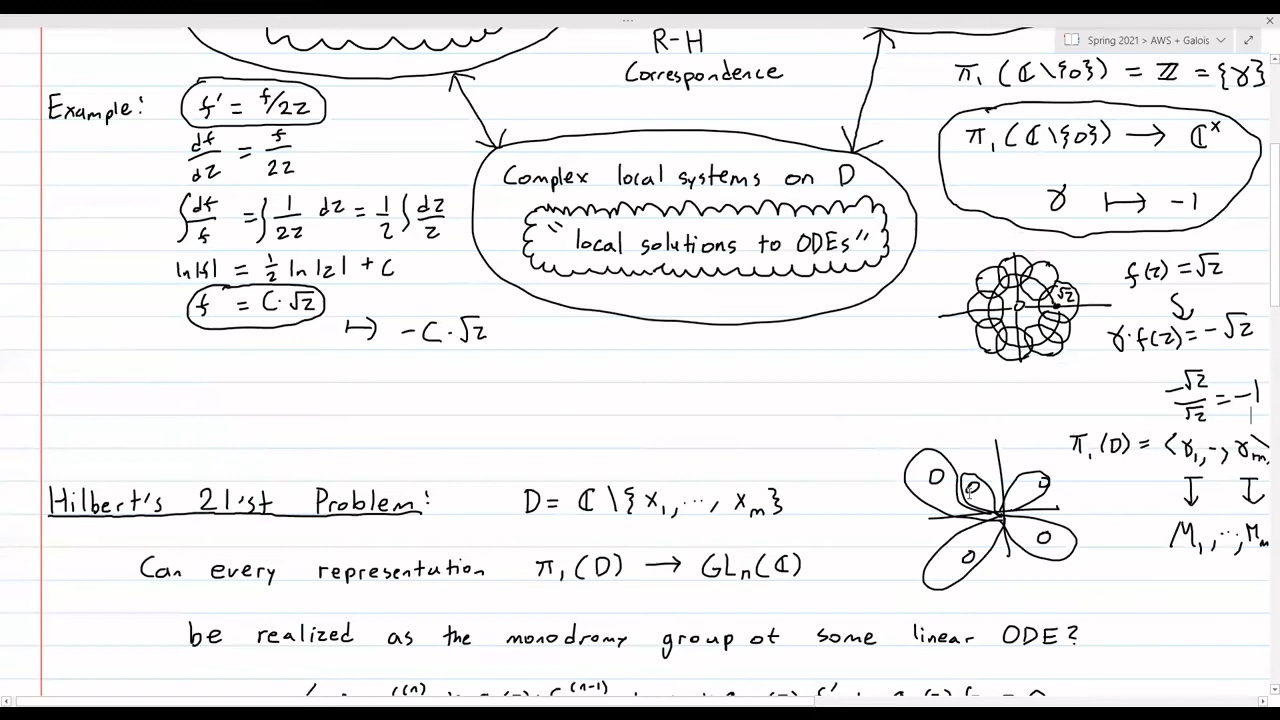 Spring 2021 > AWS + Galois
R-H
Correspondence
Example:
f' = f/2z
df/dz = f/2z
∫ df/f = ∫ 1/2z dz = 1/2 ∫ dz/z
ln|f| = 1/2 ln|z| + C
f = C·√z
↦ -C·√z
Complex local systems on D
"local solutions to ODEs"
π₁(ℂ\{0}) = ℤ = {γ}
π₁(ℂ\{0}) → ℂˣ
γ ↦ -1
√z
f(z) = √z
γ·f(z) = -√z
-√z/√z = -1
π₁(D) = ⟨γ₁, ..., γₘ⟩
M₁, ..., Mₘ
Hilbert's 21'st Problem: D = ℂ \ {x₁, ..., xₘ}
Can every representation π₁(D) → GLₙ(ℂ)
be realized as the monodromy group of some linear ODE?